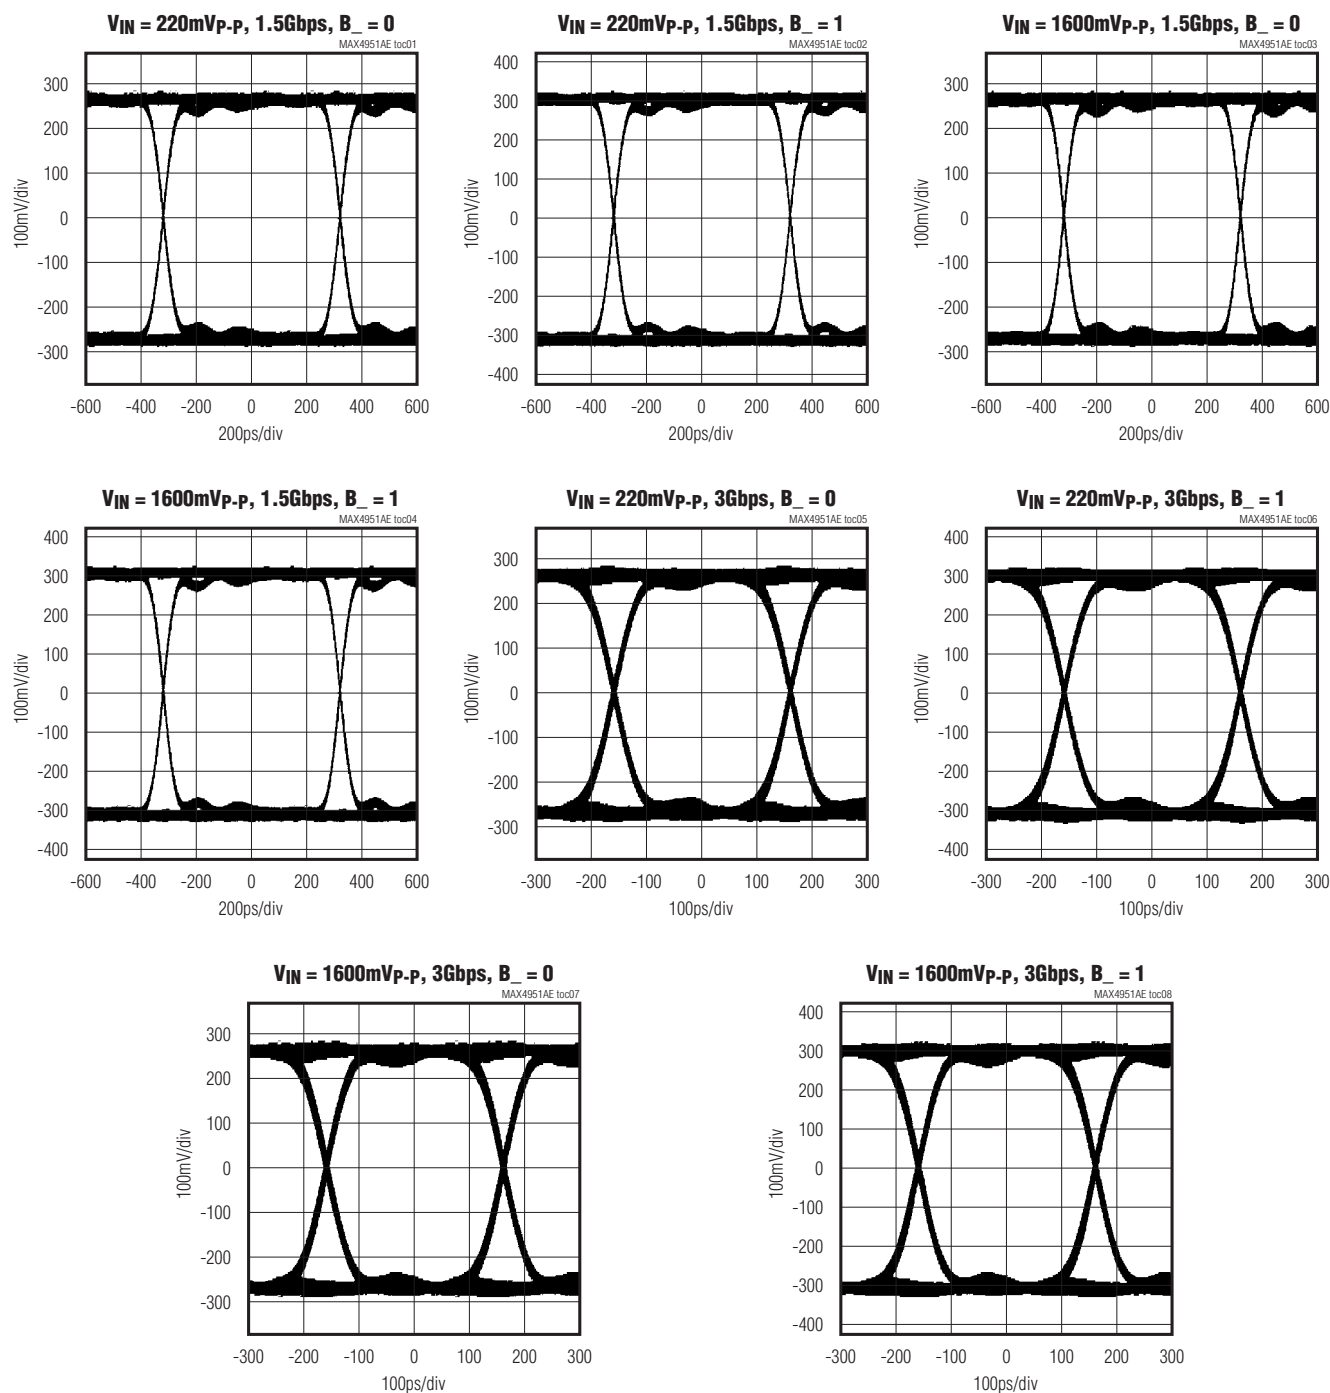 VIN = 220mVP-P, 1.5Gbps, B_ = 0
MAX4951AE toc01
300
200
100
0
-100
-200
-300
100mV/div
-600 -400 -200 0 200 400 600
200ps/div
VIN = 220mVP-P, 1.5Gbps, B_ = 1
MAX4951AE toc02
400
300
200
100
0
-100
-200
-300
-400
100mV/div
-600 -400 -200 0 200 400 600
200ps/div
VIN = 1600mVP-P, 1.5Gbps, B_ = 0
MAX4951AE toc03
300
200
100
0
-100
-200
-300
100mV/div
-600 -400 -200 0 200 400 600
200ps/div
VIN = 1600mVP-P, 1.5Gbps, B_ = 1
MAX4951AE toc04
400
300
200
100
0
-100
-200
-300
-400
100mV/div
-600 -400 -200 0 200 400 600
200ps/div
VIN = 220mVP-P, 3Gbps, B_ = 0
MAX4951AE toc05
300
200
100
0
-100
-200
-300
100mV/div
-300 -200 -100 0 100 200 300
100ps/div
VIN = 220mVP-P, 3Gbps, B_ = 1
MAX4951AE toc06
400
300
200
100
0
-100
-200
-300
-400
100mV/div
-300 -200 -100 0 100 200 300
100ps/div
VIN = 1600mVP-P, 3Gbps, B_ = 0
MAX4951AE toc07
300
200
100
0
-100
-200
-300
100mV/div
-300 -200 -100 0 100 200 300
100ps/div
VIN = 1600mVP-P, 3Gbps, B_ = 1
MAX4951AE toc08
400
300
200
100
0
-100
-200
-300
-400
100mV/div
-300 -200 -100 0 100 200 300
100ps/div